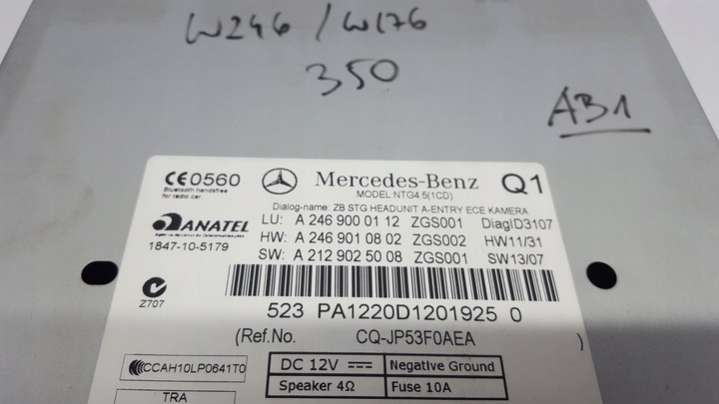 W246/W176
350
AB1
CE0560
Bluetooth handsfree
for radio car
Mercedes-Benz Q1
MODEL NTG4.5(1CD)
Dialog-name: ZB STG HEADUNIT A-ENTRY ECE KAMERA
ANATEL
1847-10-5179
LU: A 246 900 01 12 ZGS001 DiagID3107
HW: A 246 901 08 02 ZGS002 HW11/31
SW: A 212 902 50 08 ZGS001 SW13/07
Z707
523 PA1220D1201925 0
(Ref.No. CQ-JP53F0AEA )
CCAH10LP0641T0
DC 12V Negative Ground
Speaker 4Ω Fuse 10A
TRA